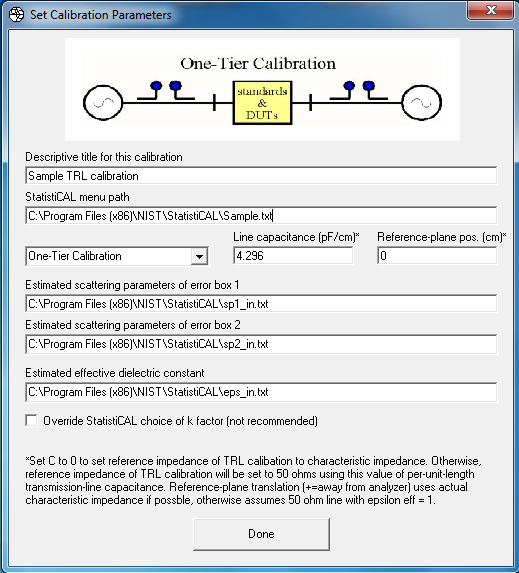 Set Calibration Parameters
One-Tier Calibration
standards
&
DUTs
Descriptive title for this calibration
Sample TRL calibration
StatistiCAL menu path
C:\Program Files (x86)\NIST\StatistiCAL\Sample.txt
Line capacitance (pF/cm)* Reference-plane pos. (cm)*
One-Tier Calibration 4.296 0
Estimated scattering parameters of error box 1
C:\Program Files (x86)\NIST\StatistiCAL\sp1_in.txt
Estimated scattering parameters of error box 2
C:\Program Files (x86)\NIST\StatistiCAL\sp2_in.txt
Estimated effective dielectric constant
C:\Program Files (x86)\NIST\StatistiCAL\eps_in.txt
Override StatistiCAL choice of k factor (not recommended)
*Set C to 0 to set reference impedance of TRL calibation to characteristic impedance. Otherwise,
reference impedance of TRL calibration will be set to 50 ohms using this value of per-unit-length
transmission-line capacitance. Reference-plane translation (+=away from analyzer) uses actual
characteristic impedance if possble, otherwise assumes 50 ohm line with epsilon eff = 1.
Done